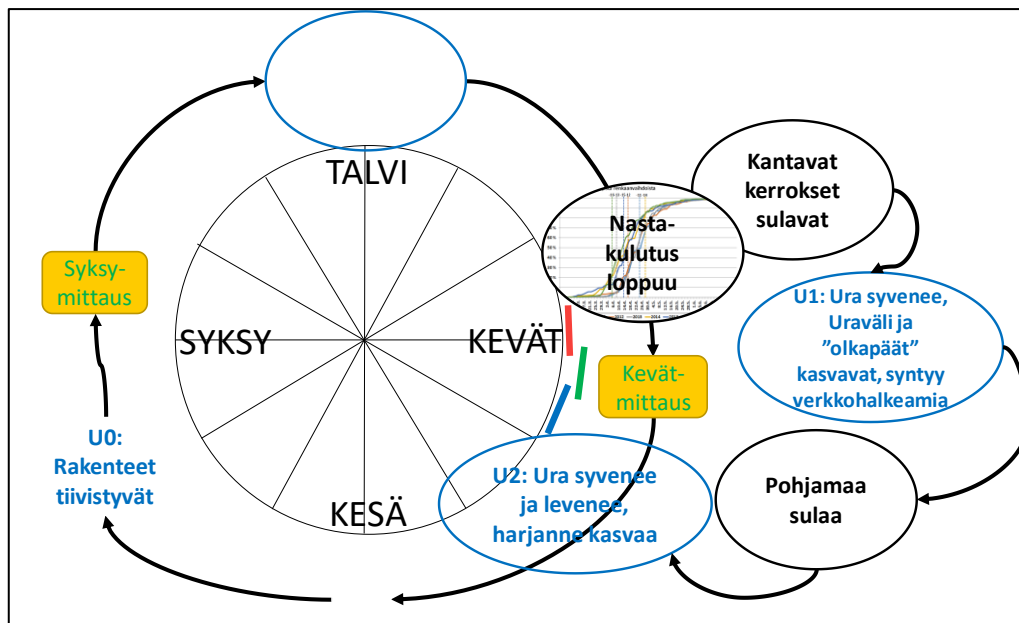 TALVI
Kantavat
kerrokset
sulavat
Nasta-
kulutus
loppuu
Syksy-
mittaus
U1: Ura syvenee,
Uraväli ja
”olkapäät”
kasvavat, syntyy
verkkohalkeamia
SYKSY
KEVÄT
Kevät-
mittaus
U0:
Rakenteet
tiivistyvät
U2: Ura syvenee
ja levenee,
harjanne kasvaa
Pohjamaa
sulaa
KESÄ